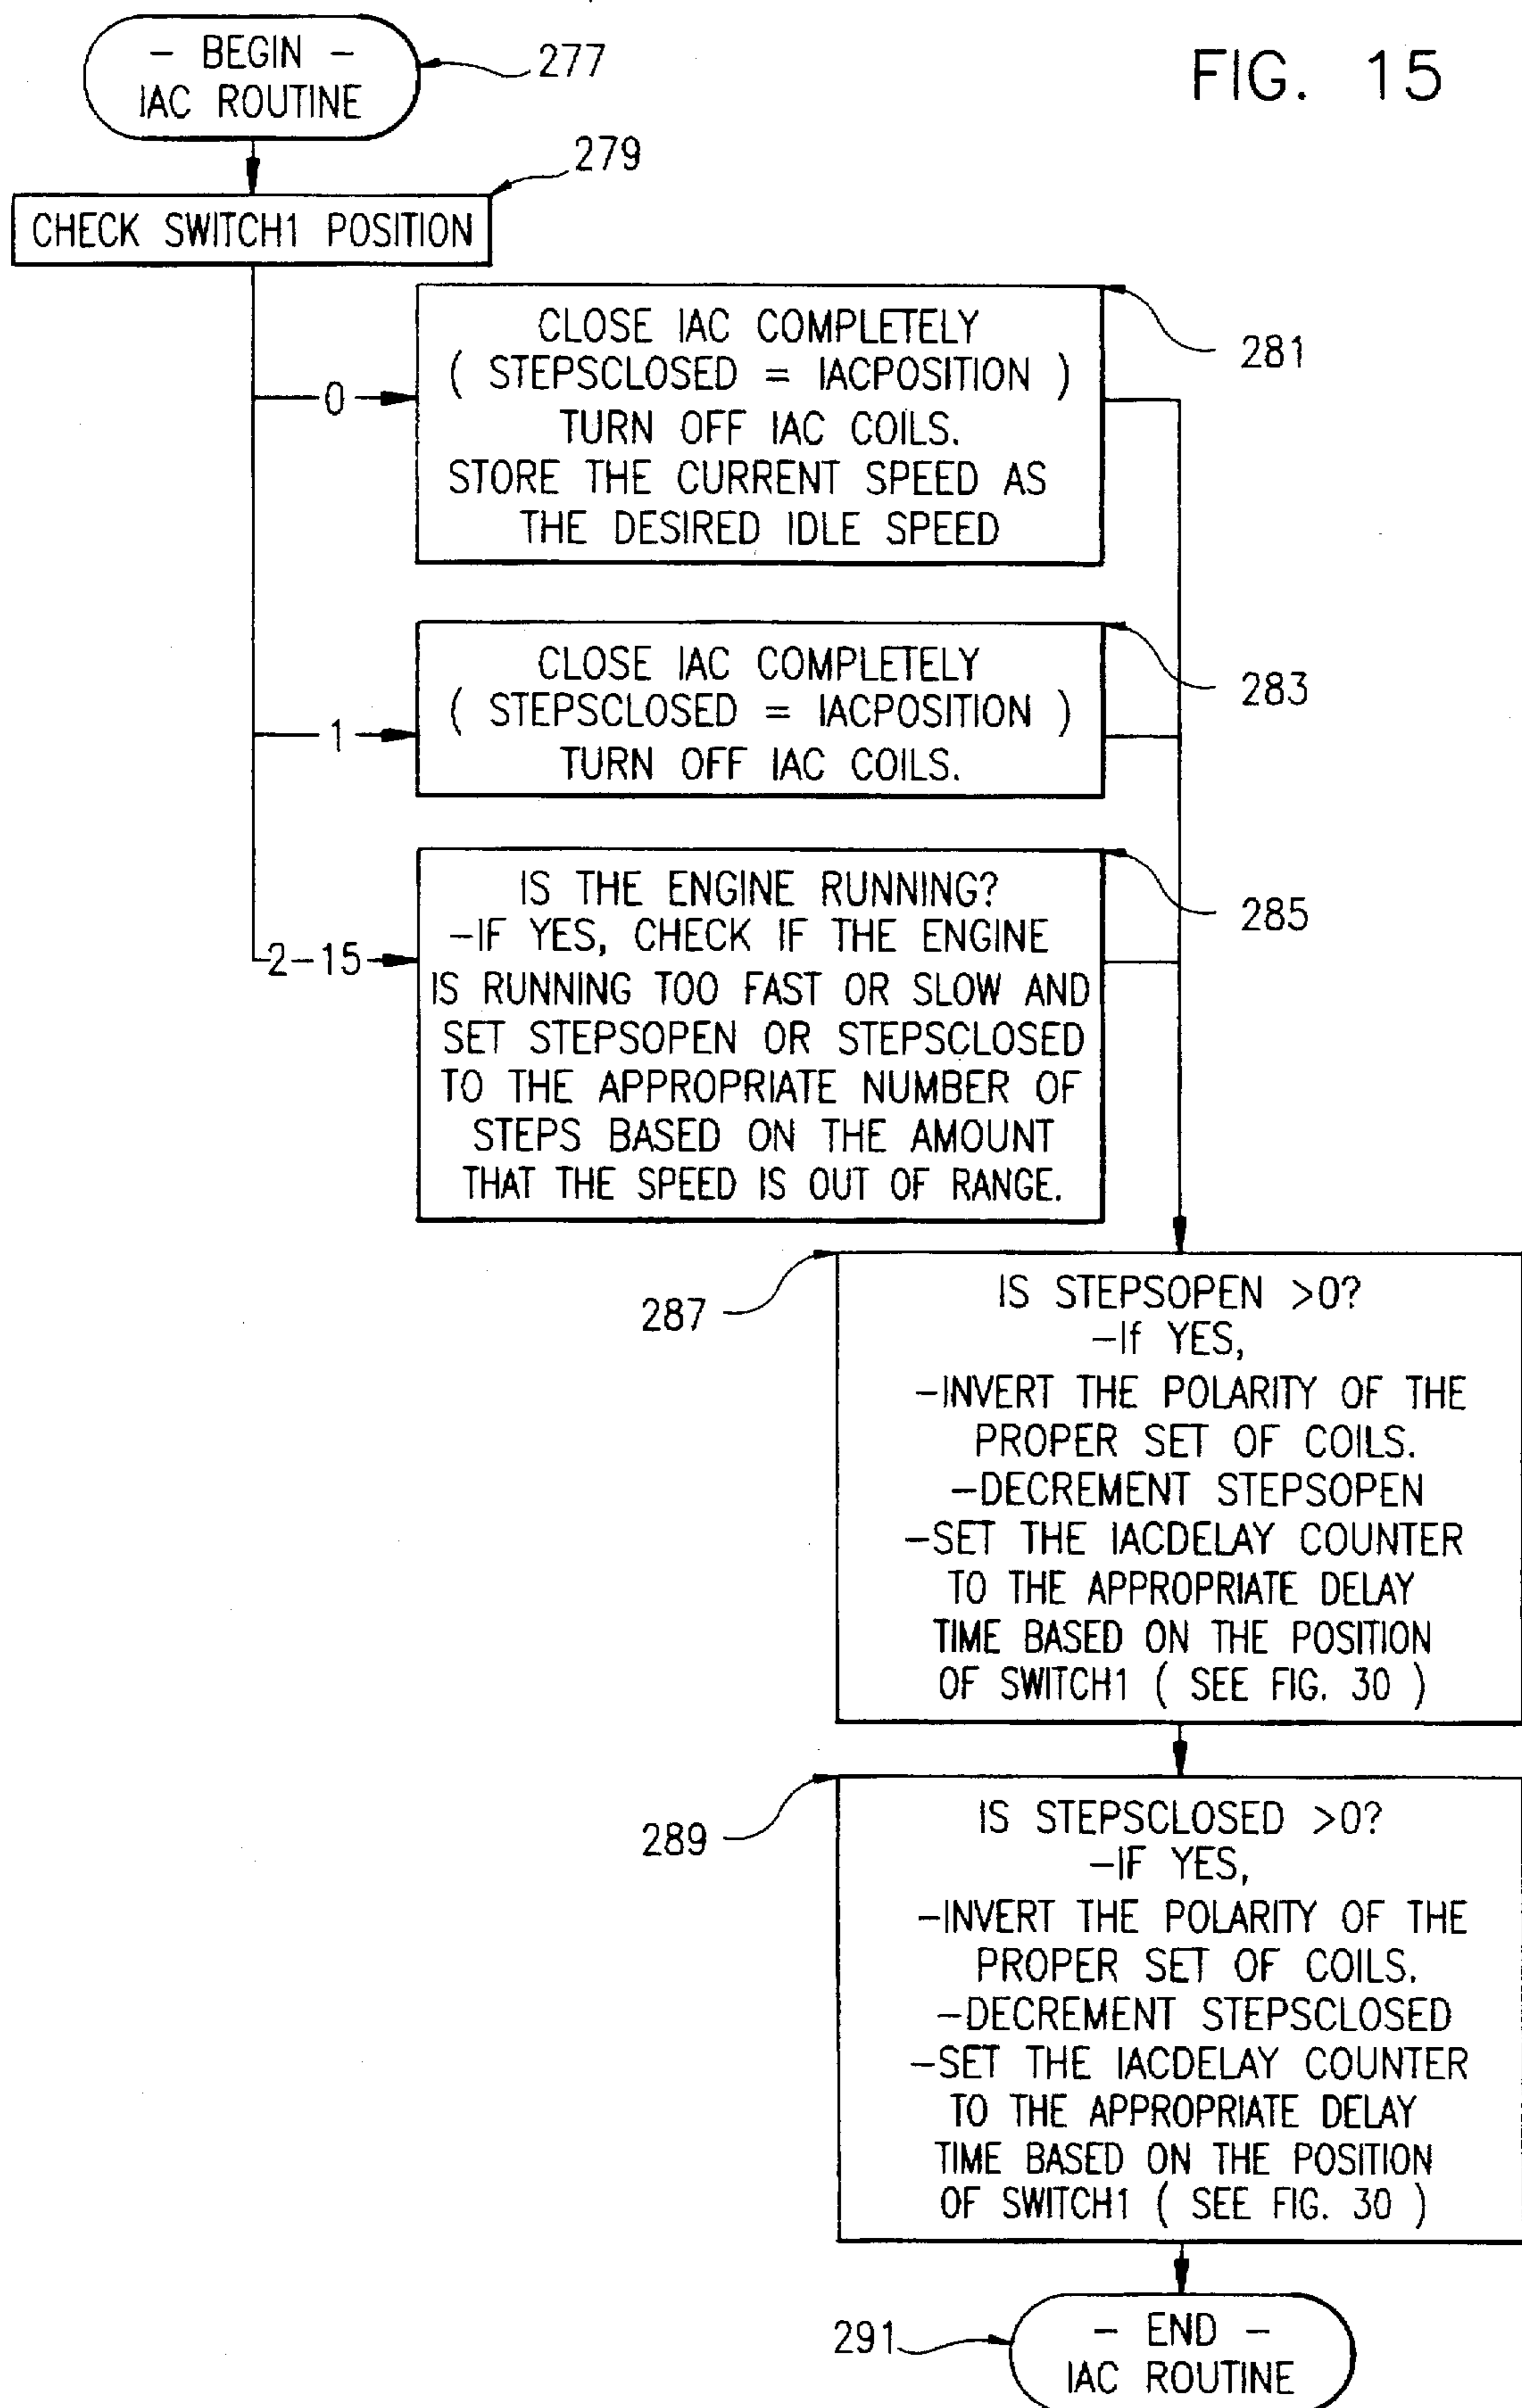 FIG. 15
- BEGIN -
IAC ROUTINE
277
279
CHECK SWITCH1 POSITION
0
CLOSE IAC COMPLETELY
( STEPSCLOSED = IACPOSITION )
TURN OFF IAC COILS.
STORE THE CURRENT SPEED AS
THE DESIRED IDLE SPEED
281
1
CLOSE IAC COMPLETELY
( STEPSCLOSED = IACPOSITION )
TURN OFF IAC COILS.
283
2-15
IS THE ENGINE RUNNING?
-IF YES, CHECK IF THE ENGINE
IS RUNNING TOO FAST OR SLOW AND
SET STEPSOPEN OR STEPSCLOSED
TO THE APPROPRIATE NUMBER OF
STEPS BASED ON THE AMOUNT
THAT THE SPEED IS OUT OF RANGE.
285
287
IS STEPSOPEN >0?
-If YES,
-INVERT THE POLARITY OF THE
PROPER SET OF COILS.
-DECREMENT STEPSOPEN
-SET THE IACDELAY COUNTER
TO THE APPROPRIATE DELAY
TIME BASED ON THE POSITION
OF SWITCH1 ( SEE FIG. 30 )
289
IS STEPSCLOSED >0?
-IF YES,
-INVERT THE POLARITY OF THE
PROPER SET OF COILS.
-DECREMENT STEPSCLOSED
-SET THE IACDELAY COUNTER
TO THE APPROPRIATE DELAY
TIME BASED ON THE POSITION
OF SWITCH1 ( SEE FIG. 30 )
291
- END -
IAC ROUTINE